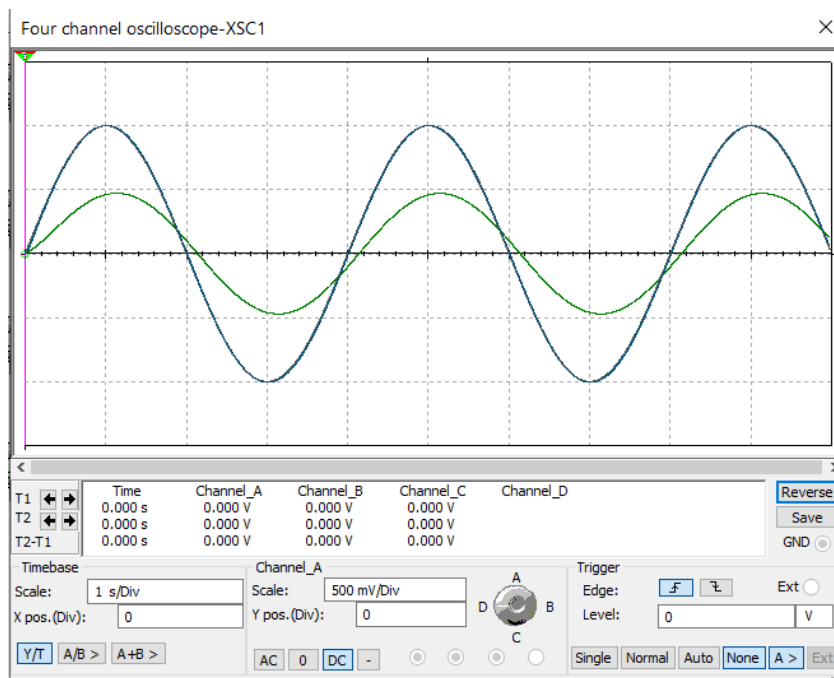 Four channel oscilloscope-XSC1
Time Channel_A Channel_B Channel_C Channel_D
T1 0.000 s 0.000 V 0.000 V 0.000 V
T2 0.000 s 0.000 V 0.000 V 0.000 V
T2-T1 0.000 s 0.000 V 0.000 V 0.000 V
Reverse
Save
GND
Timebase
Scale: 1 s/Div
X pos.(Div): 0
Y/T A/B > A+B >
Channel_A
Scale: 500 mV/Div
Y pos.(Div): 0
AC 0 DC -
A
D B
C
Trigger
Edge: Ext
Level: 0 V
Single Normal Auto None A > Ext